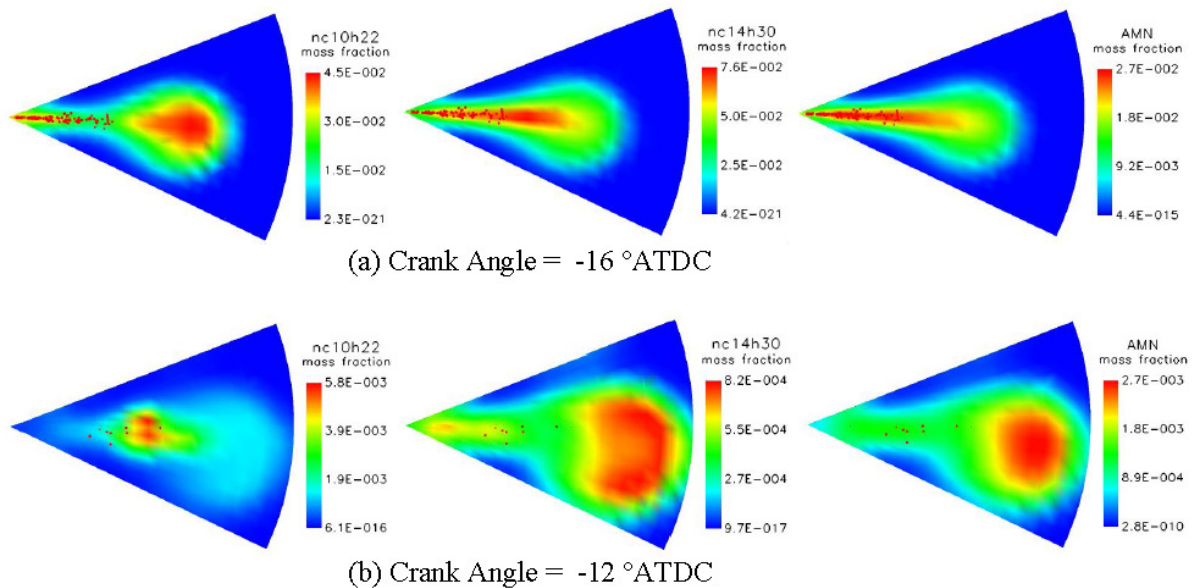 nc10h22
mass fraction
4.5E-002
3.0E-002
1.5E-002
2.3E-021
nc14h30
mass fraction
7.6E-002
5.0E-002
2.5E-002
4.2E-021
AMN
mass fraction
2.7E-002
1.8E-002
9.2E-003
4.4E-015
(a) Crank Angle = -16 °ATDC
nc10h22
mass fraction
5.8E-003
3.9E-003
1.9E-003
6.1E-016
nc14h30
mass fraction
8.2E-004
5.5E-004
2.7E-004
9.7E-017
AMN
mass fraction
2.7E-003
1.8E-003
8.9E-004
2.8E-010
(b) Crank Angle = -12 °ATDC